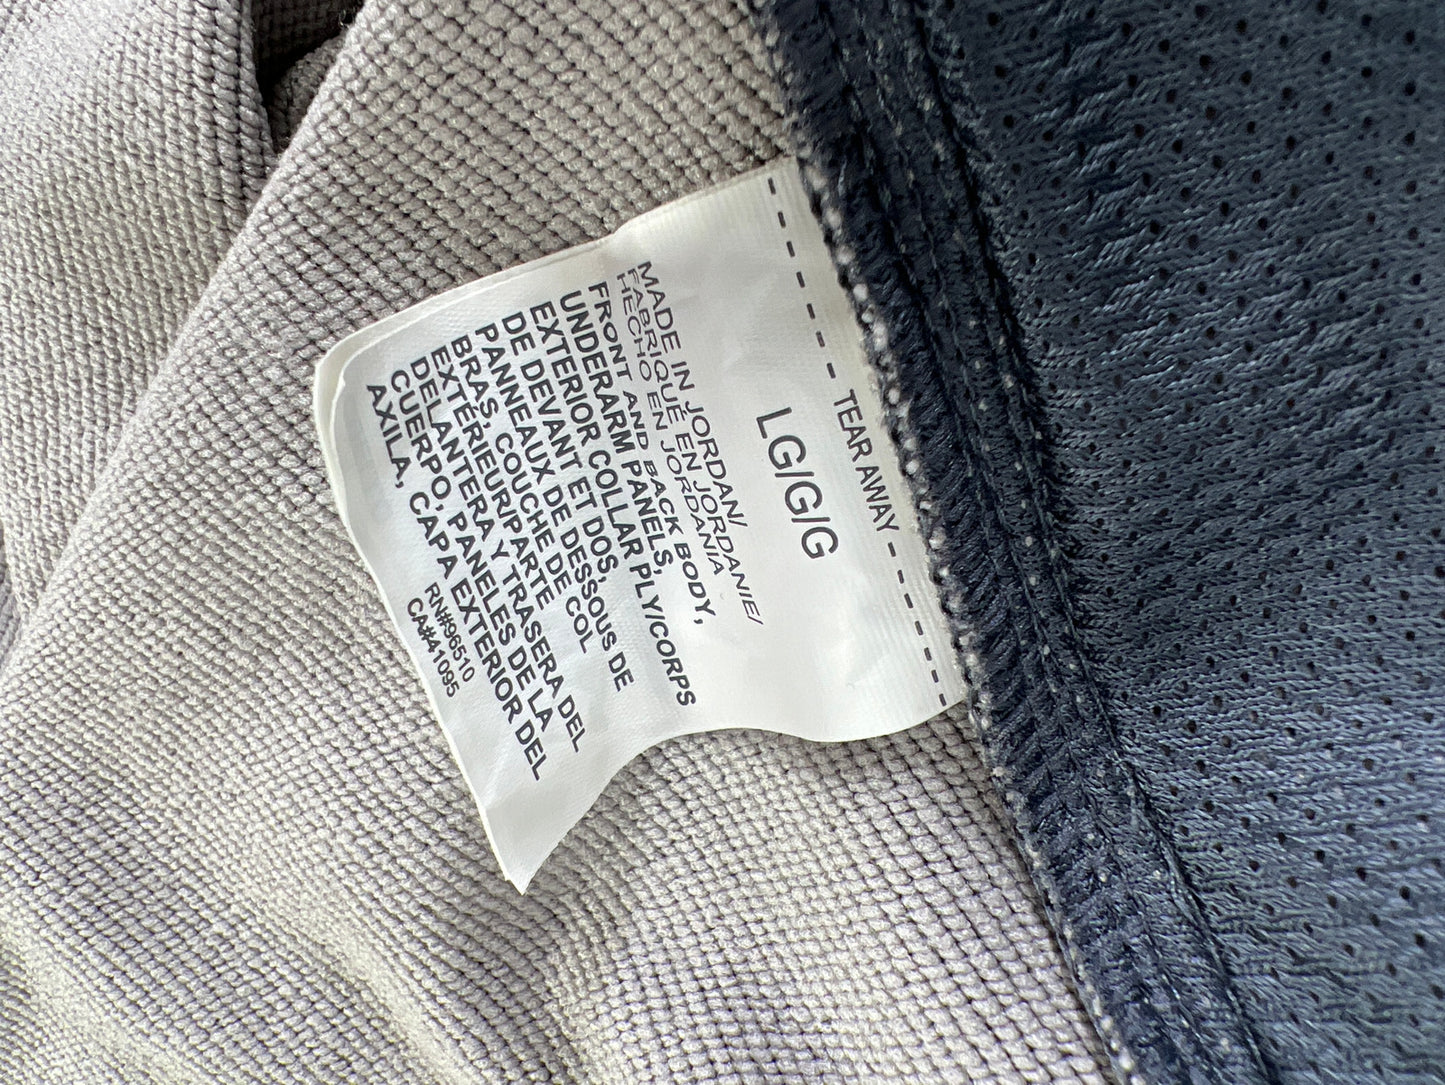 - - - - - - TEAR AWAY - - - - - -
LG/G/G
MADE IN JORDAN/
FABRIQUÉ EN JORDANIE/
HECHO EN JORDANIA
FRONT AND BACK BODY,
UNDERARM PANELS,
EXTERIOR COLLAR PLY/CORPS
DE DEVANT ET DOS,
PANNEAUX DE DESSOUS DE
BRAS, COUCHE DE COL
EXTÉRIEUR/PARTE
DELANTERA Y TRASERA DEL
CUERPO, PANELES DE LA
AXILA, CAPA EXTERIOR DEL
RN#96510
CA#41095